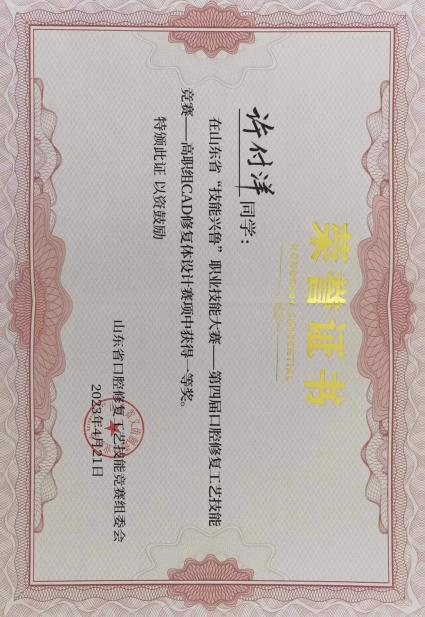 荣誉证书
HONORARY CREDENTIAL
许付洋同学：
在山东省“技能兴鲁”职业技能大赛——第四届口腔修复工艺技能
竞赛——高职组CAD修复体设计赛项中获得一等奖。
特颁此证 以资鼓励
山东省口腔修复工艺技能竞赛组委会
2023年4月21日